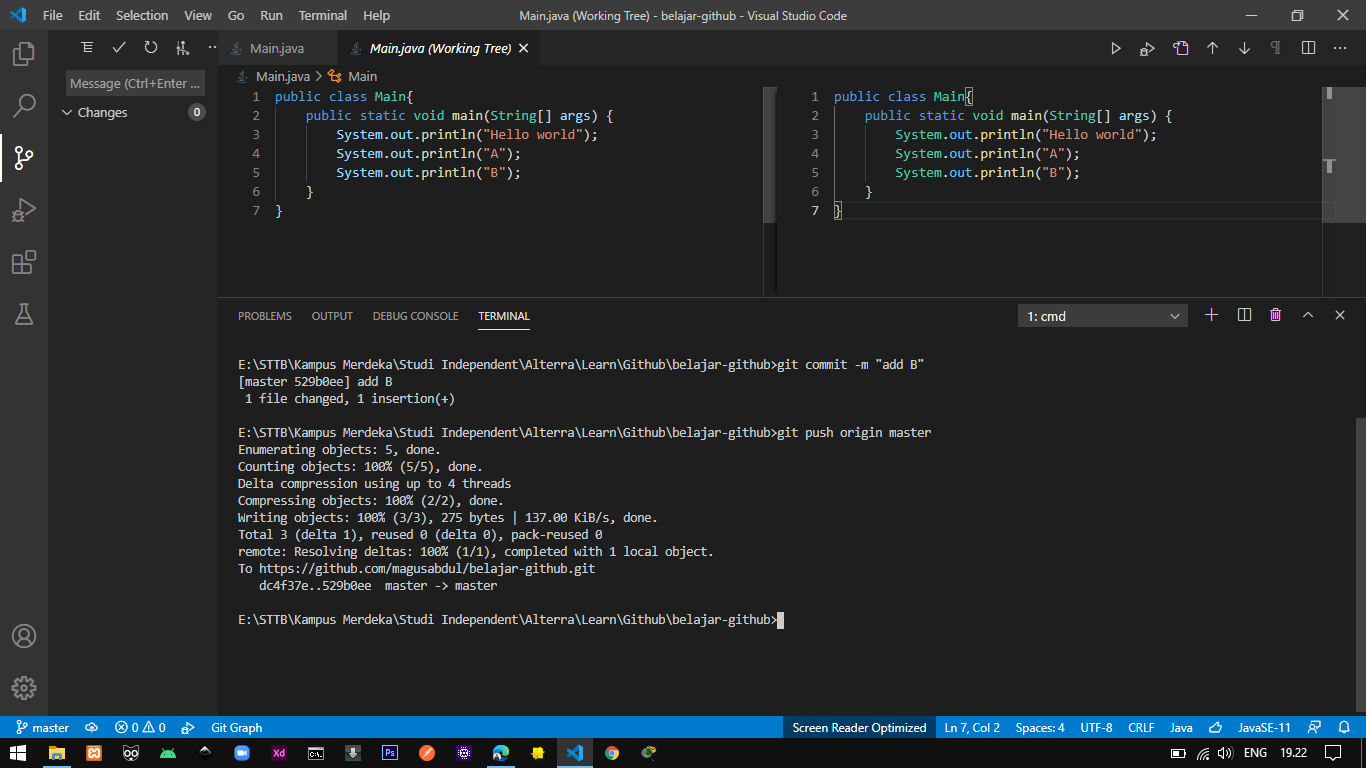 File Edit Selection View Go Run Terminal Help Main.java (Working Tree) - belajar-github - Visual Studio Code
Main.java Main.java (Working Tree)
Message (Ctrl+Enter ...
Changes 0
Main.java > Main
1 public class Main{
2 public static void main(String[] args) {
3 System.out.println("Hello world");
4 System.out.println("A");
5 System.out.println("B");
6 }
7 }
1 public class Main{
2 public static void main(String[] args) {
3 System.out.println("Hello world");
4 System.out.println("A");
5 System.out.println("B");
6 }
7 }
PROBLEMS OUTPUT DEBUG CONSOLE TERMINAL 1: cmd
E:\STTB\Kampus Merdeka\Studi Independent\Alterra\Learn\Github\belajar-github>git commit -m "add B"
[master 529b0ee] add B
1 file changed, 1 insertion(+)
E:\STTB\Kampus Merdeka\Studi Independent\Alterra\Learn\Github\belajar-github>git push origin master
Enumerating objects: 5, done.
Counting objects: 100% (5/5), done.
Delta compression using up to 4 threads
Compressing objects: 100% (2/2), done.
Writing objects: 100% (3/3), 275 bytes | 137.00 KiB/s, done.
Total 3 (delta 1), reused 0 (delta 0), pack-reused 0
remote: Resolving deltas: 100% (1/1), completed with 1 local object.
To https://github.com/magusabdul/belajar-github.git
dc4f37e..529b0ee master -> master
E:\STTB\Kampus Merdeka\Studi Independent\Alterra\Learn\Github\belajar-github>
master 0 0 Git Graph Screen Reader Optimized Ln 7, Col 2 Spaces: 4 UTF-8 CRLF Java JavaSE-11
Xd Ps ENG 19.22